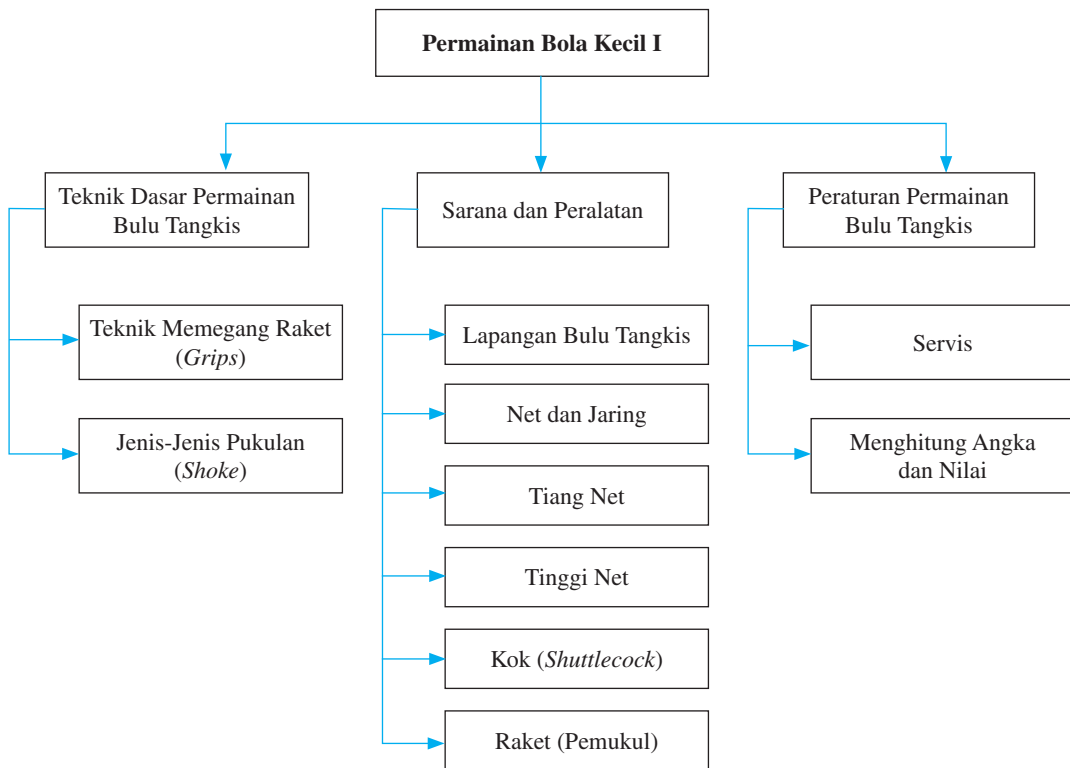 Permainan Bola Kecil I
Teknik Dasar Permainan
Bulu Tangkis
Teknik Memegang Raket
(Grips)
Jenis-Jenis Pukulan
(Shoke)
Sarana dan Peralatan
Lapangan Bulu Tangkis
Net dan Jaring
Tiang Net
Tinggi Net
Kok (Shuttlecock)
Raket (Pemukul)
Peraturan Permainan
Bulu Tangkis
Servis
Menghitung Angka
dan Nilai